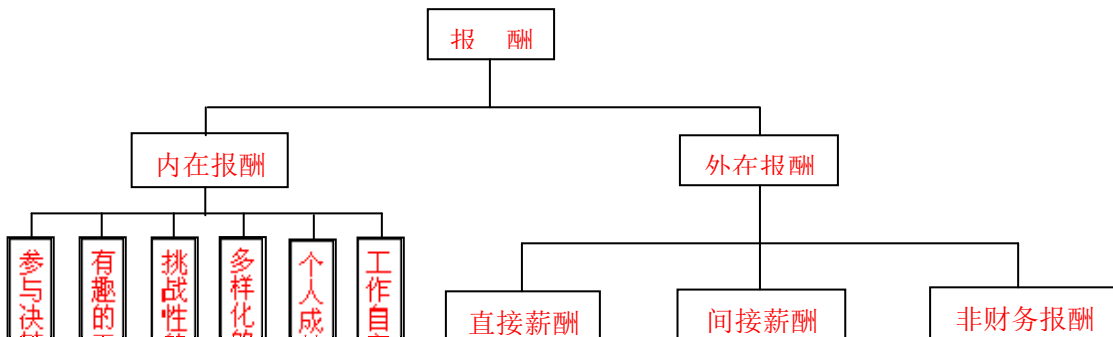 报 酬
内在报酬
外在报酬
参与决
有趣的
挑战性
多样化
个人成
工作自
直接薪酬
间接薪酬
非财务报酬